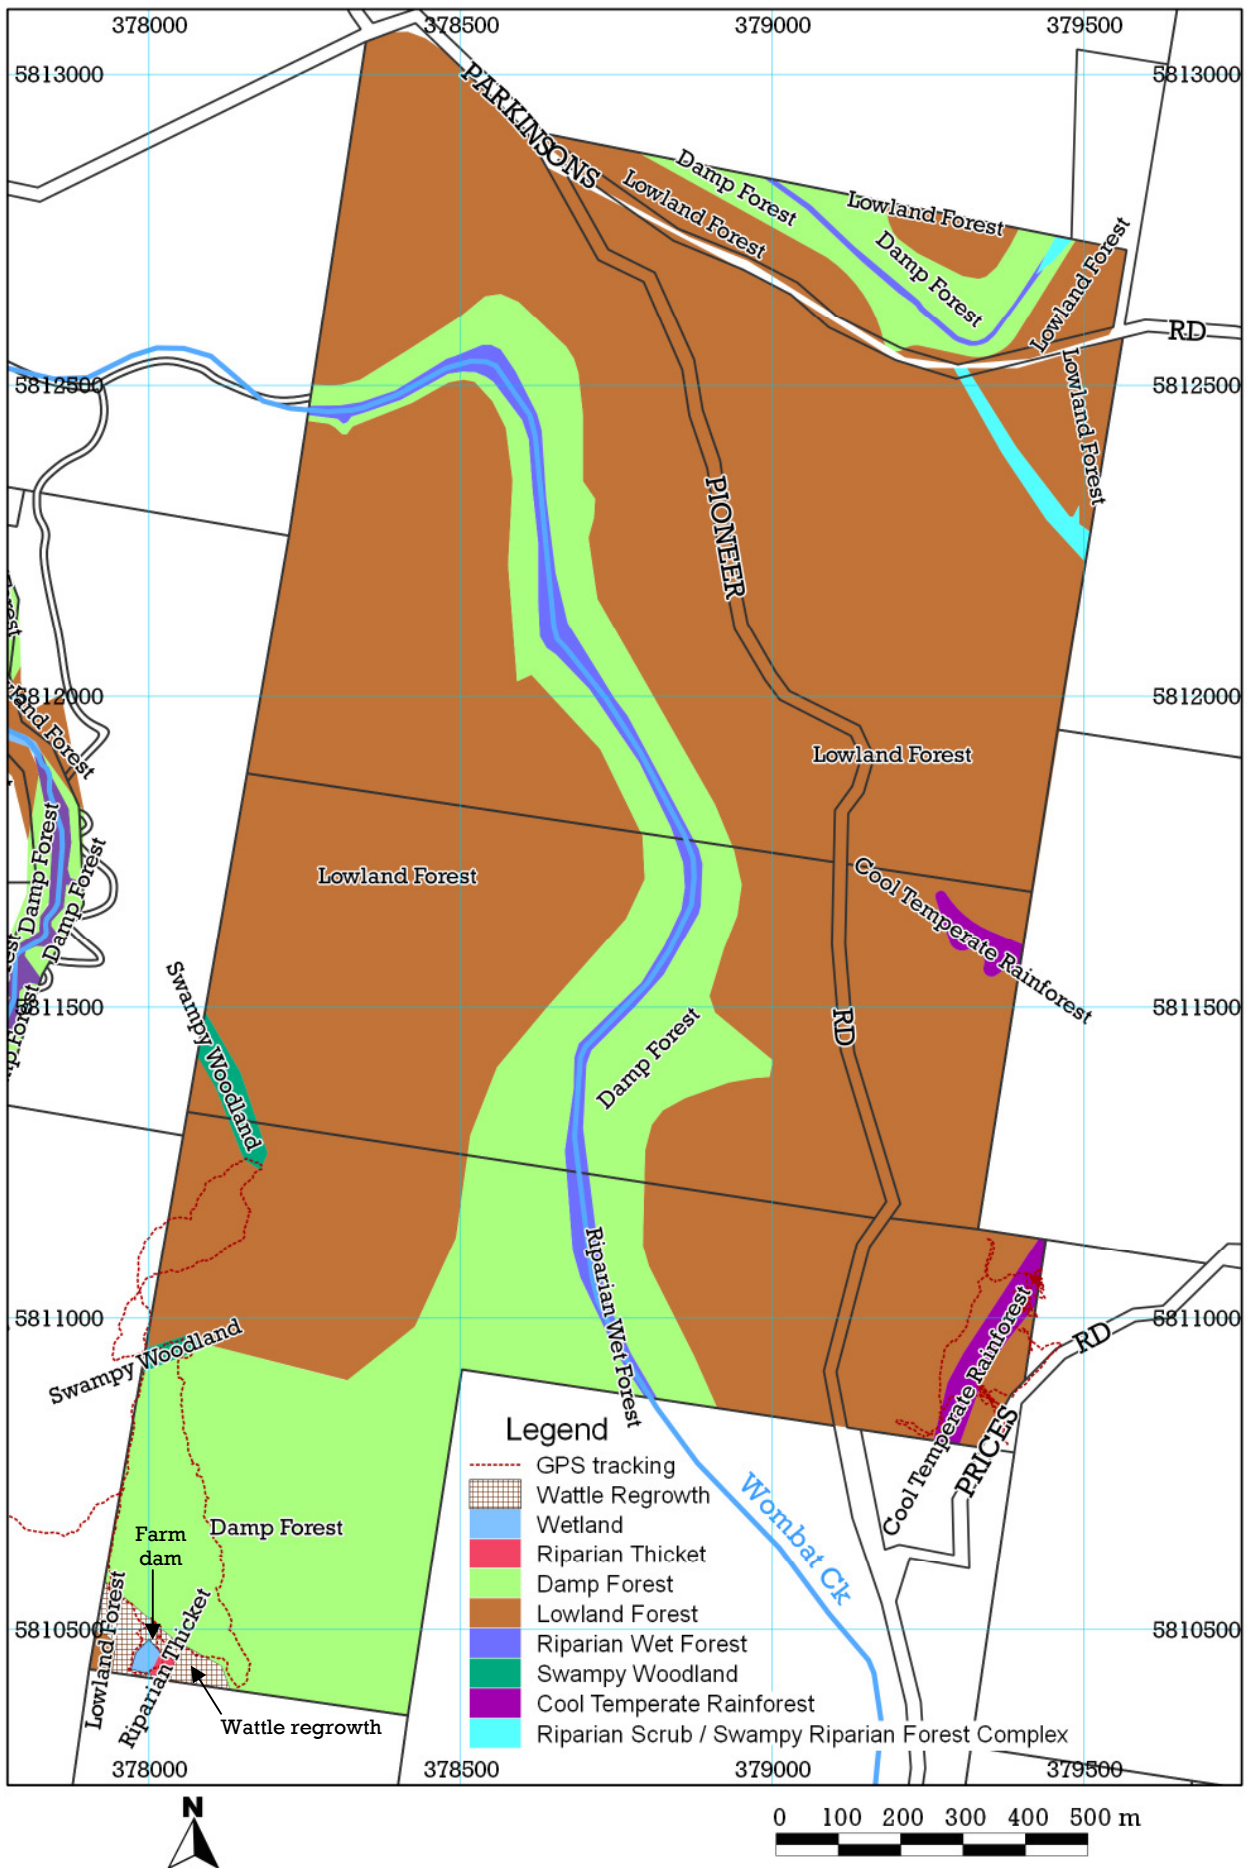 378000 378500 379000 379500
5813000 5813000
PARKINSONS
Damp Forest
Lowland Forest
Lowland Forest
Damp Forest
Lowland Forest
RD
Lowland Forest
5812500 5812500
PIONEER
5812000 5812000
Lowland Forest
Lowland Forest
Damp Forest
Damp Forest
Lowland Forest
Cool Temperate Rainforest
Swampy Woodland
5811500 5811500
RD
Damp Forest
Riparian Wet Forest
5811000 5811000
Swampy Woodland
Cool Temperate Rainforest
RD
PRICES
Wombat Ck
Damp Forest
Farm
dam
Lowland Forest
Riparian Thicket
5810500 5810500
Wattle regrowth
Legend
GPS tracking
Wattle Regrowth
Wetland
Riparian Thicket
Damp Forest
Lowland Forest
Riparian Wet Forest
Swampy Woodland
Cool Temperate Rainforest
Riparian Scrub / Swampy Riparian Forest Complex
378000 378500 379000 379500
N
0 100 200 300 400 500 m